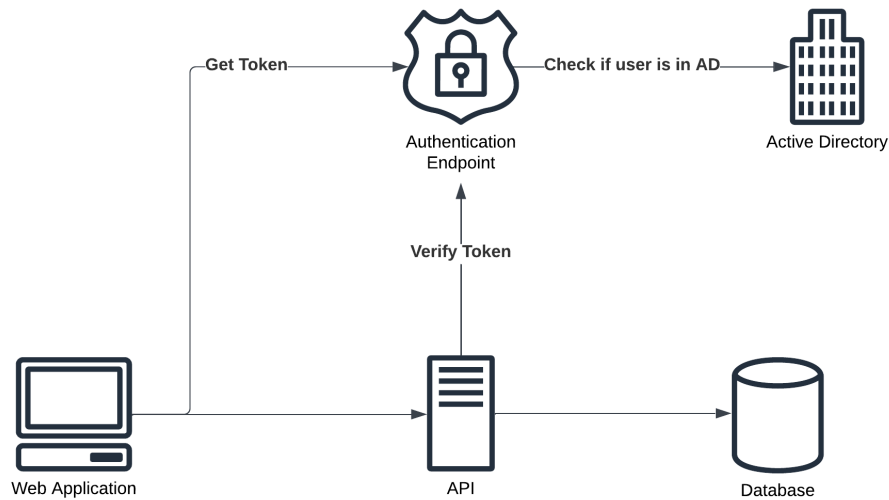 Get Token
Check if user is in AD
Authentication
Endpoint
Active Directory
Verify Token
Web Application
API
Database